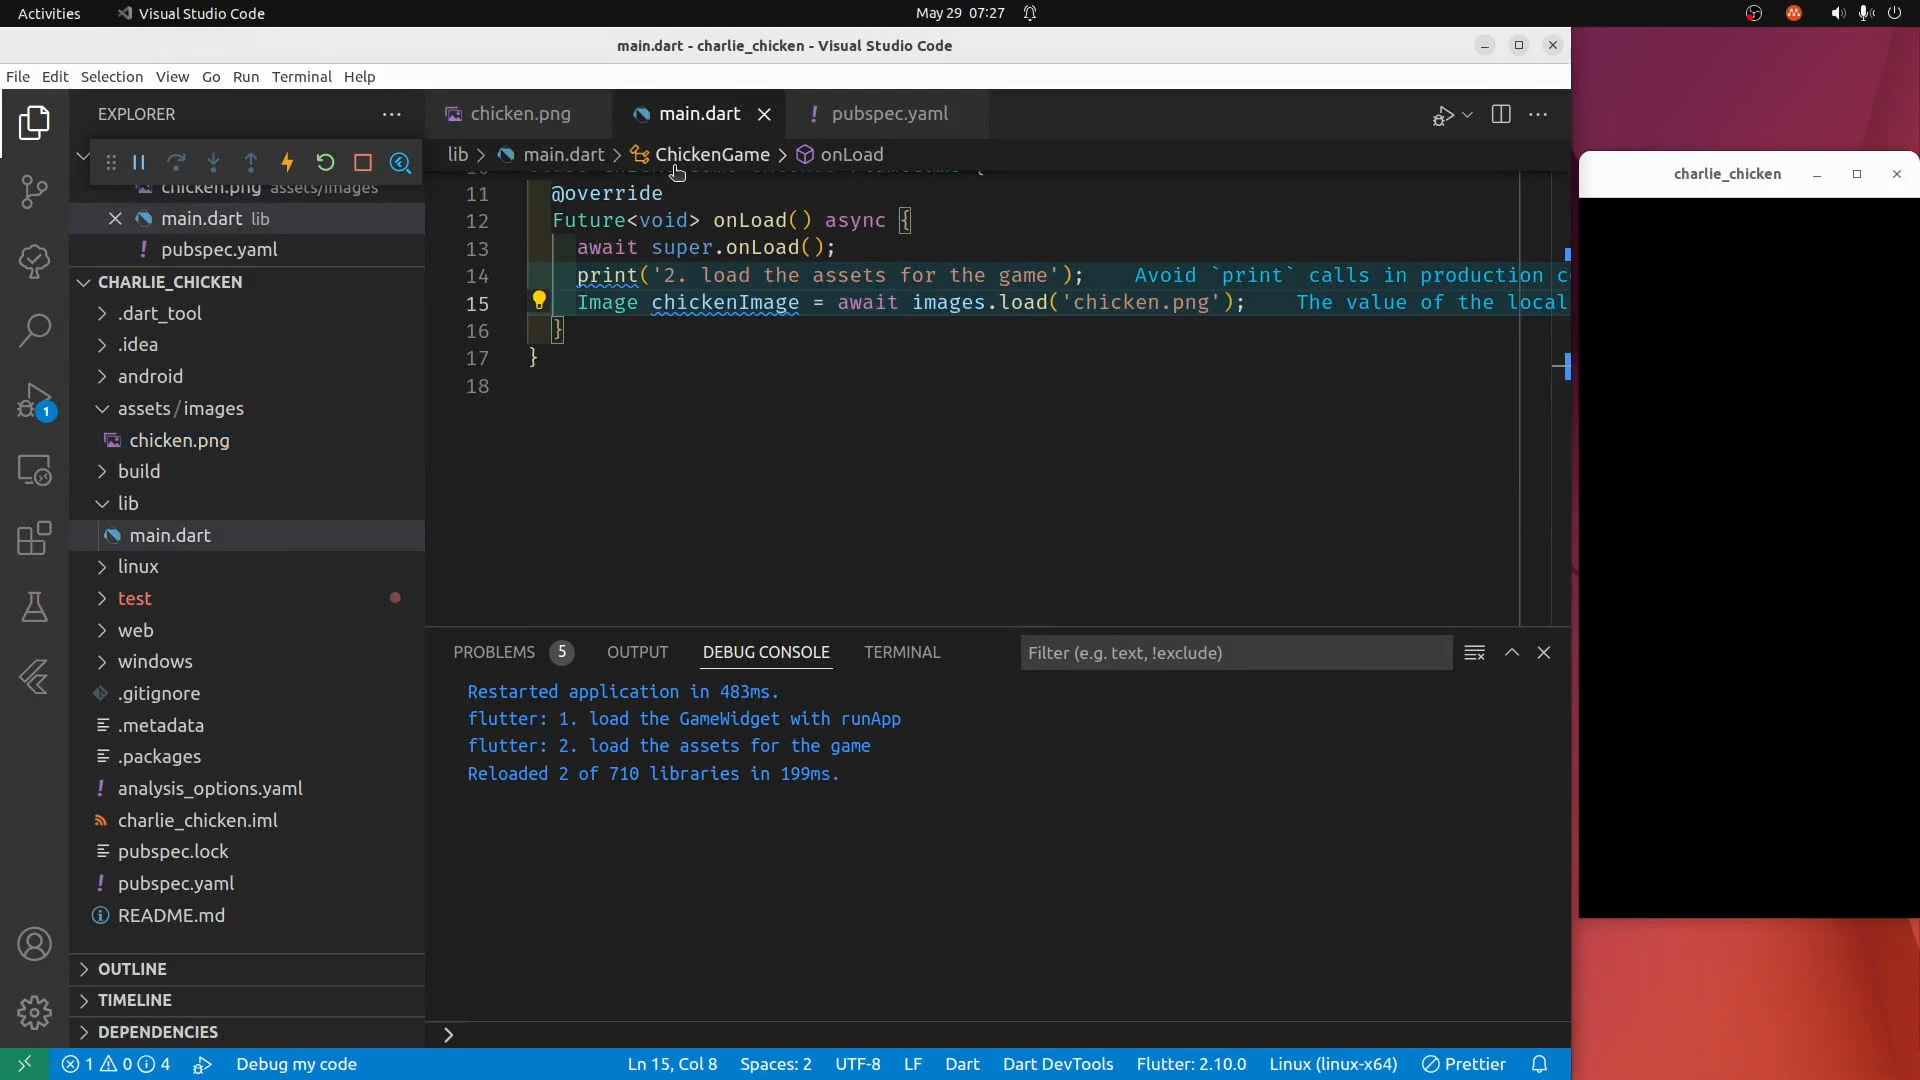 Activities
Visual Studio Code
May 29 07:27
main.dart - charlie_chicken - Visual Studio Code
File Edit Selection View Go Run Terminal Help
EXPLORER
chicken.png
main.dart
pubspec.yaml
lib > main.dart > ChickenGame > onLoad
chicken.png assets/images
main.dart lib
pubspec.yaml
CHARLIE_CHICKEN
.dart_tool
.idea
android
assets/images
chicken.png
build
lib
main.dart
linux
test
web
windows
.gitignore
.metadata
.packages
analysis_options.yaml
charlie_chicken.iml
pubspec.lock
pubspec.yaml
README.md
OUTLINE
TIMELINE
DEPENDENCIES
1
11 @override
12 Future<void> onLoad() async {
13 await super.onLoad();
14 print('2. load the assets for the game'); Avoid `print` calls in production c
15 Image chickenImage = await images.load('chicken.png'); The value of the local
16 }
17 }
18
PROBLEMS 5 OUTPUT DEBUG CONSOLE TERMINAL
Filter (e.g. text, !exclude)
Restarted application in 483ms.
flutter: 1. load the GameWidget with runApp
flutter: 2. load the assets for the game
Reloaded 2 of 710 libraries in 199ms.
charlie_chicken
1 0 4 Debug my code
Ln 15, Col 8 Spaces: 2 UTF-8 LF Dart Dart DevTools Flutter: 2.10.0 Linux (linux-x64) Prettier